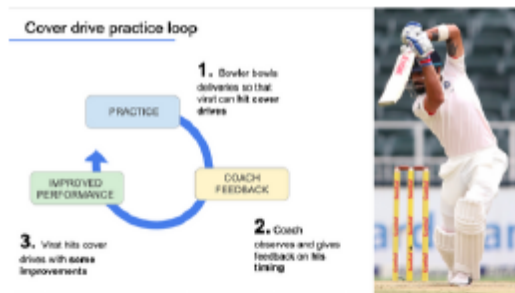 Cover drive practice loop
1. Bowler bowls
deliveries so that
virat can hit cover
drives
PRACTICE
COACH
FEEDBACK
IMPROVED
PERFORMANCE
2. Coach
observes and gives
feedback on his
timing
3. Virat hits cover
drives with some
improvements